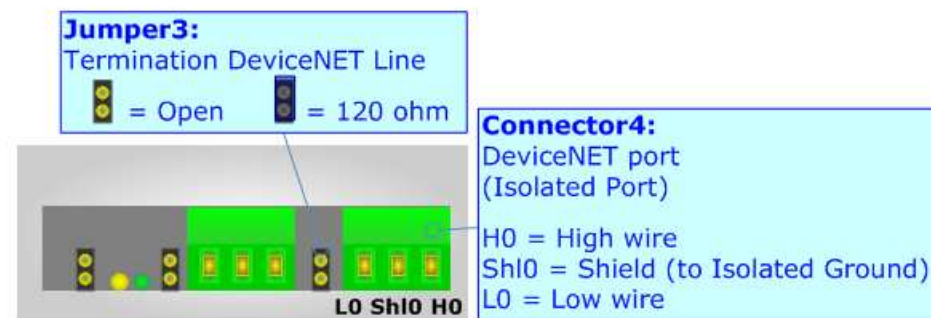 Jumper3:
Termination DeviceNET Line
= Open = 120 ohm
Connector4:
DeviceNET port
(Isolated Port)
H0 = High wire
Shl0 = Shield (to Isolated Ground)
L0 = Low wire
L0 Shl0 H0